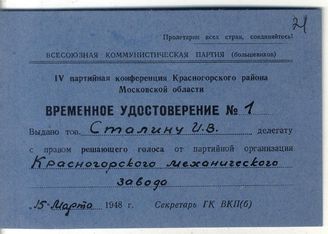 21
Пролетарии всех стран, соединяйтесь!
ВСЕСОЮЗНАЯ КОММУНИСТИЧЕСКАЯ ПАРТИЯ (большевиков)
IV партийная конференция Красногорского района
Московской области
ВРЕМЕННОЕ УДОСТОВЕРЕНИЕ № 1
Выдано тов. Сталину И.В. делегату
с правом решающего голоса от партийной организации
Красногорского механического
завода
„15" Марта 1948 г. Секретарь ГК ВКП(б)